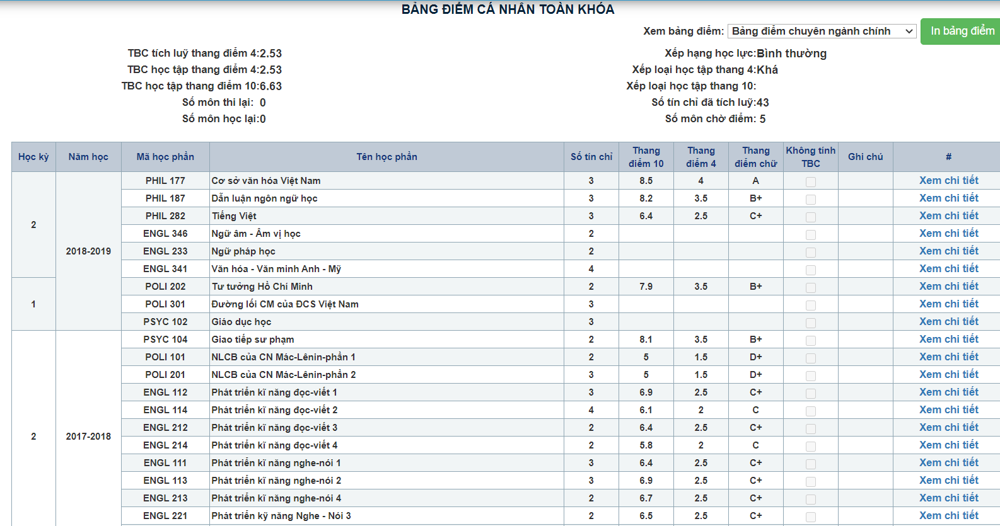 BẢNG ĐIỂM CÁ NHÂN TOÀN KHÓA
Xem bảng điểm: Bảng điểm chuyên ngành chính In bảng điểm
TBC tích luỹ thang điểm 4:2.53 Xếp hạng học lực:Bình thường
TBC học tập thang điểm 4:2.53 Xếp loại học tập thang 4:Khá
TBC học tập thang điểm 10:6.63 Xếp loại học tập thang 10:
Số môn thi lại: 0 Số tín chỉ đã tích luỹ:43
Số môn học lại:0 Số môn chờ điểm: 5
Học kỳ Năm học Mã học phần Tên học phần Số tín chỉ Thang điểm 10 Thang điểm 4 Thang điểm chữ Không tính TBC Ghi chú #
PHIL 177 Cơ sở văn hóa Việt Nam 3 8.5 4 A Xem chi tiết
PHIL 187 Dẫn luận ngôn ngữ học 3 8.2 3.5 B+ Xem chi tiết
PHIL 282 Tiếng Việt 3 6.4 2.5 C+ Xem chi tiết
2
ENGL 346 Ngữ âm - Âm vị học 2 Xem chi tiết
2018-2019 ENGL 233 Ngữ pháp học 2 Xem chi tiết
ENGL 341 Văn hóa - Văn minh Anh - Mỹ 4 Xem chi tiết
POLI 202 Tư tưởng Hồ Chí Minh 2 7.9 3.5 B+ Xem chi tiết
1 POLI 301 Đường lối CM của ĐCS Việt Nam 3 Xem chi tiết
PSYC 102 Giáo dục học 3 Xem chi tiết
PSYC 104 Giao tiếp sư phạm 2 8.1 3.5 B+ Xem chi tiết
POLI 101 NLCB của CN Mác-Lênin-phần 1 2 5 1.5 D+ Xem chi tiết
POLI 201 NLCB của CN Mác-Lênin-phần 2 3 5 1.5 D+ Xem chi tiết
ENGL 112 Phát triển kĩ năng đọc-viết 1 3 6.9 2.5 C+ Xem chi tiết
ENGL 114 Phát triển kĩ năng đọc-viết 2 4 6.1 2 C Xem chi tiết
ENGL 212 Phát triển kĩ năng đọc-viết 3 2 6.4 2.5 C+ Xem chi tiết
2 2017-2018
ENGL 214 Phát triển kĩ năng đọc-viết 4 2 5.8 2 C Xem chi tiết
ENGL 111 Phát triển kĩ năng nghe-nói 1 3 6.4 2.5 C+ Xem chi tiết
ENGL 113 Phát triển kĩ năng nghe-nói 2 3 6.9 2.5 C+ Xem chi tiết
ENGL 213 Phát triển kĩ năng nghe-nói 4 2 6.7 2.5 C+ Xem chi tiết
ENGL 221 Phát triển kỹ năng Nghe - Nói 3 2 6.5 2.5 C+ Xem chi tiết